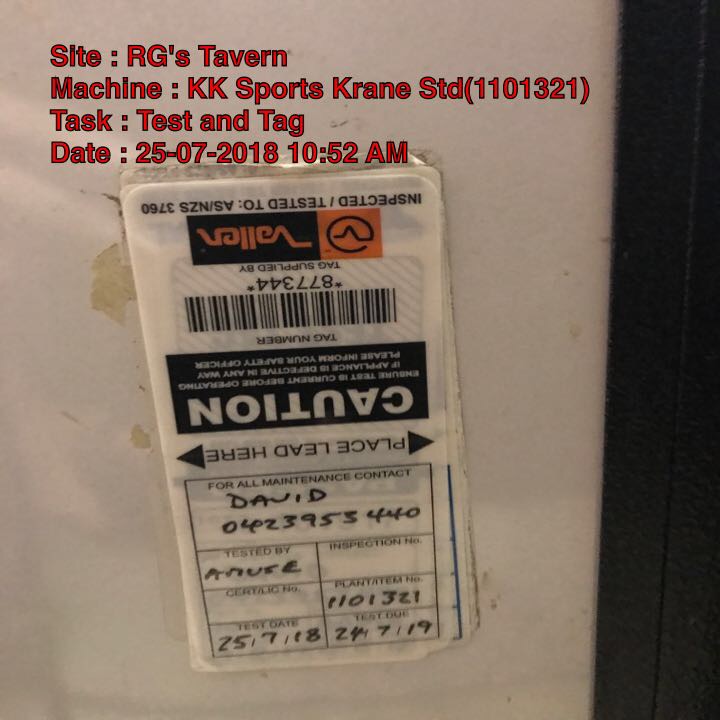 Site : RG's Tavern
Machine : KK Sports Krane Std(1101321)
Task : Test and Tag
Date : 25-07-2018 10:52 AM
INSPECTED / TESTED TO: AS/NZS 3760
Vallen
TAG SUPPLIED BY
*877344*
TAG NUMBER
PLEASE INFORM YOUR SAFETY OFFICER
IF APPLIANCE IS DEFECTIVE IN ANY WAY
ENSURE TEST IS CURRENT BEFORE OPERATING
CAUTION
PLACE LEAD HERE
FOR ALL MAINTENANCE CONTACT
DAVID
0423953440
TESTED BY
INSPECTION No.
AMUSE
CERT/LIC No.
PLANT/ITEM No.
1101321
TEST DATE
TEST DUE
25/7/18
24/7/19